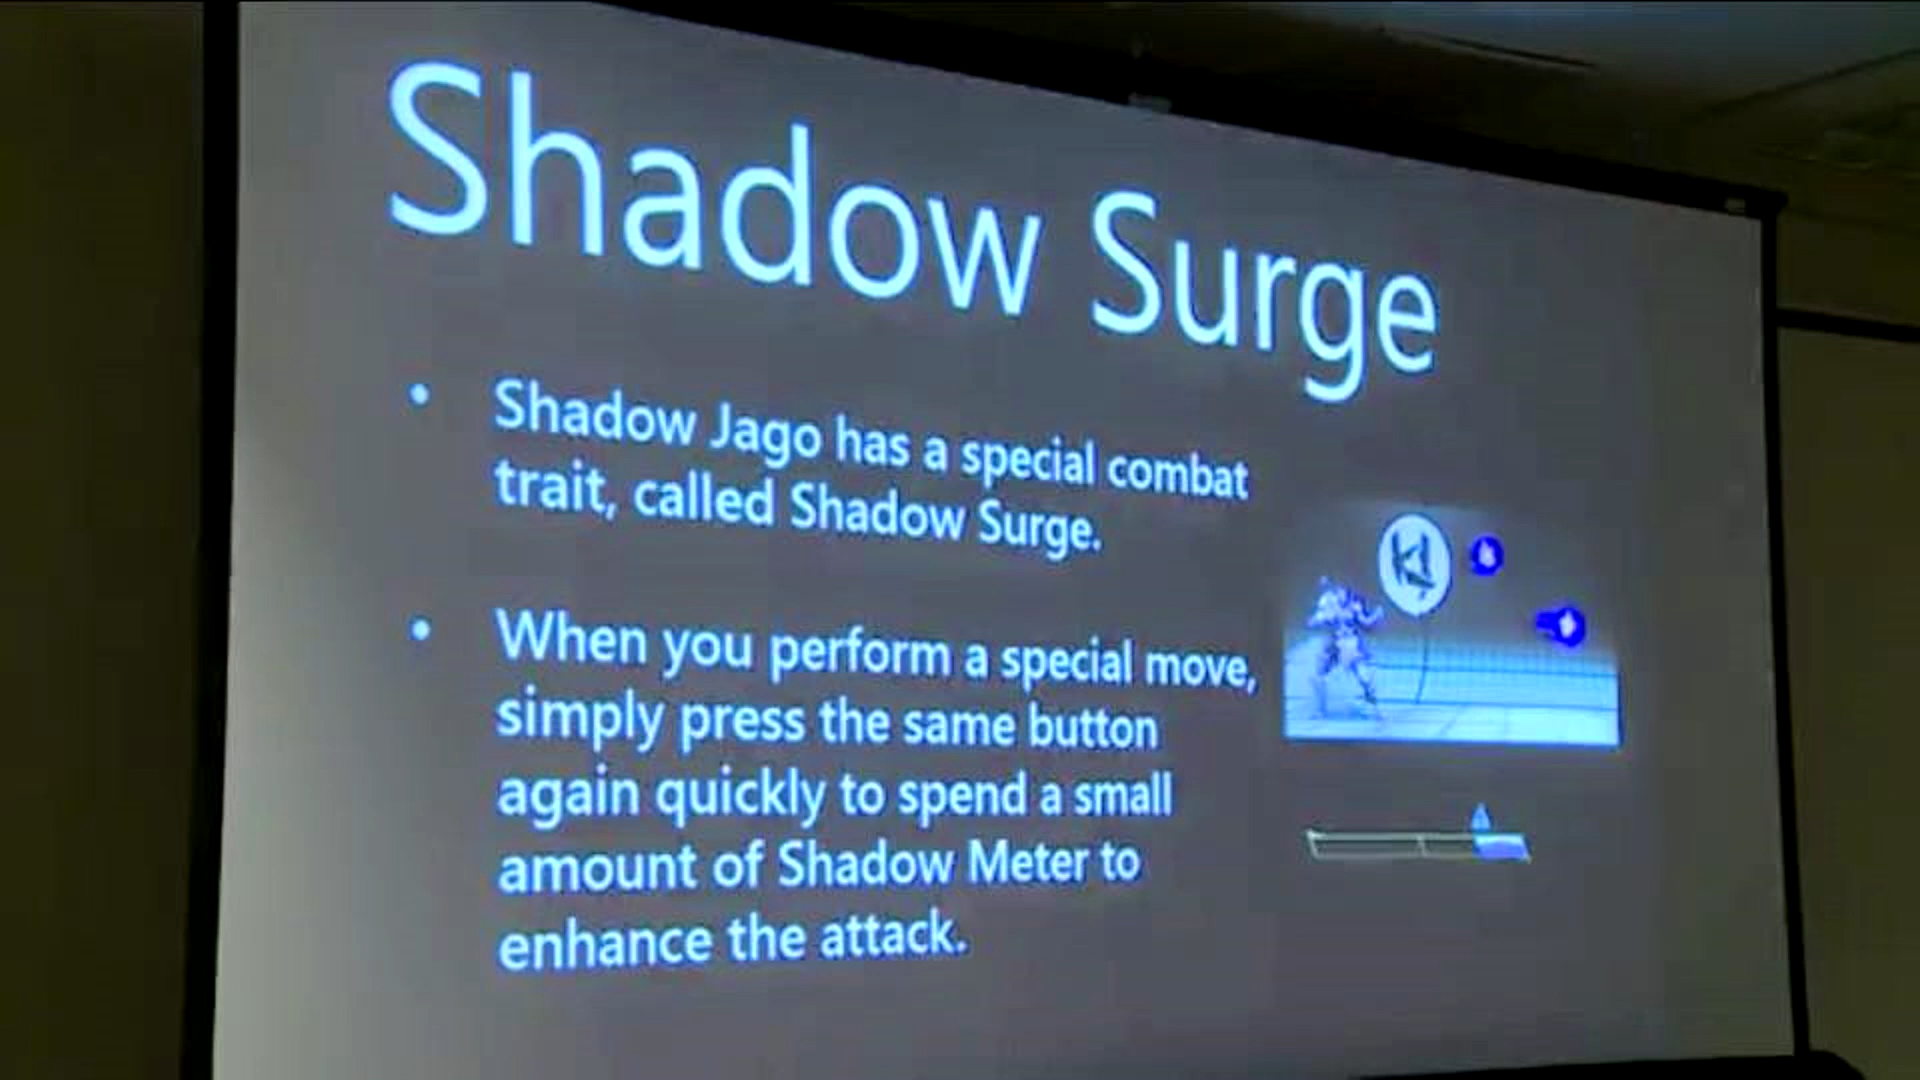 Shadow Surge
• Shadow Jago has a special combat
trait, called Shadow Surge.
• When you perform a special move,
simply press the same button
again quickly to spend a small
amount of Shadow Meter to
enhance the attack.